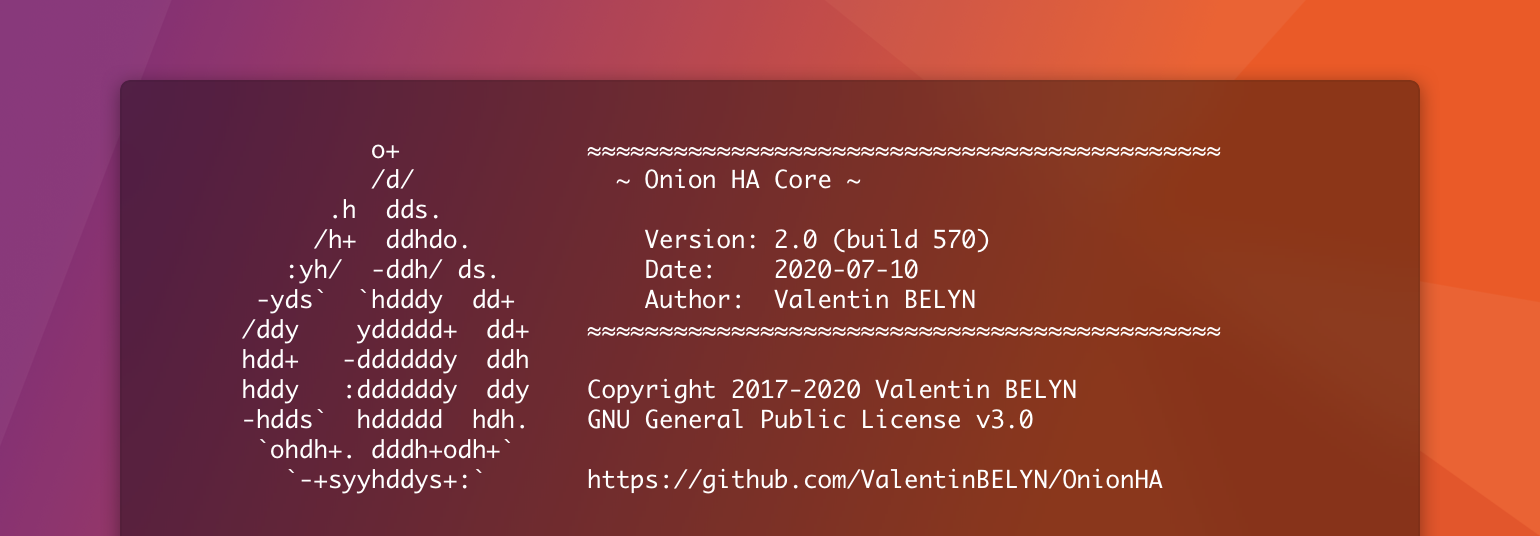 o+             ≈≈≈≈≈≈≈≈≈≈≈≈≈≈≈≈≈≈≈≈≈≈≈≈≈≈≈≈≈≈≈≈≈≈≈≈≈≈≈≈≈≈≈≈
         /d/              ~ Onion HA Core ~
      .h  dds.
     /h+  ddhdo.            Version: 2.0 (build 570)
   :yh/  -ddh/ ds.          Date:    2020-07-10
 -yds`  `hdddy  dd+         Author:  Valentin BELYN
/ddy    yddddd+  dd+    ≈≈≈≈≈≈≈≈≈≈≈≈≈≈≈≈≈≈≈≈≈≈≈≈≈≈≈≈≈≈≈≈≈≈≈≈≈≈≈≈≈≈≈≈
hdd+   -ddddddy  ddh
hddy   :ddddddy  ddy    Copyright 2017-2020 Valentin BELYN
-hdds`  hddddd  hdh.    GNU General Public License v3.0
 `ohdh+. dddh+odh+`
   `-+syyhddys+:`       https://github.com/ValentinBELYN/OnionHA